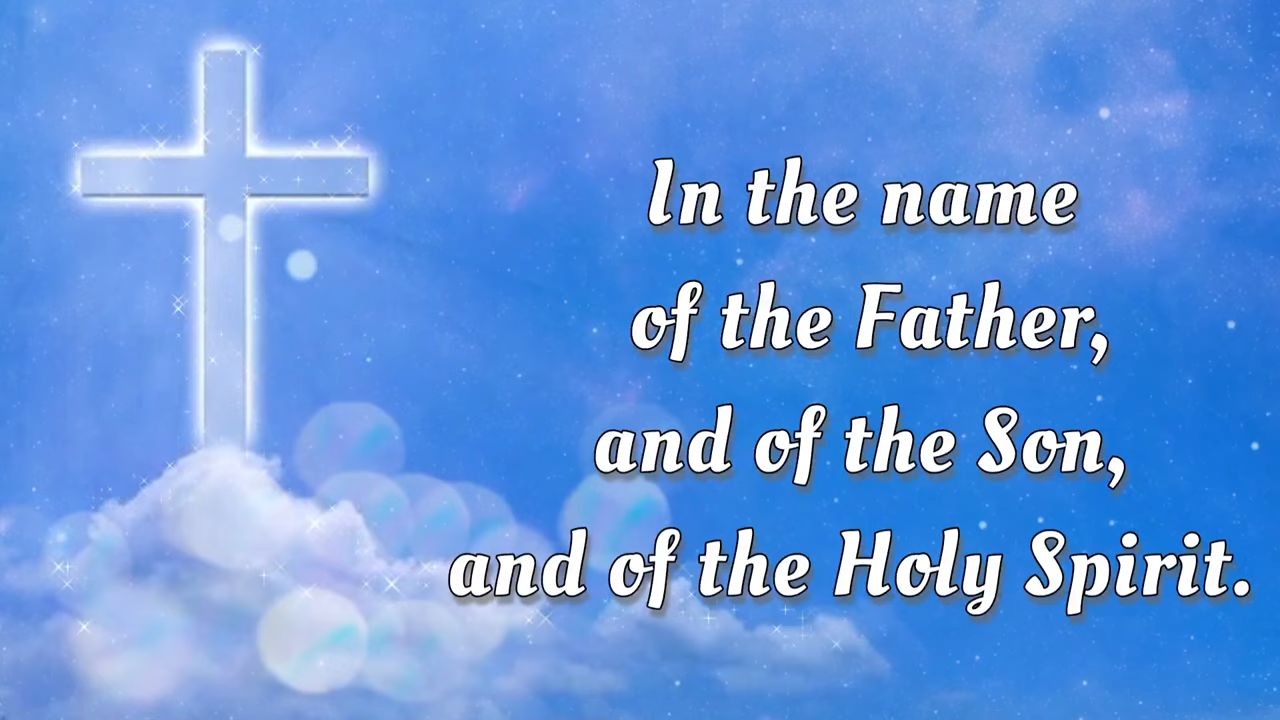 In the name
of the Father,
and of the Son,
and of the Holy Spirit.